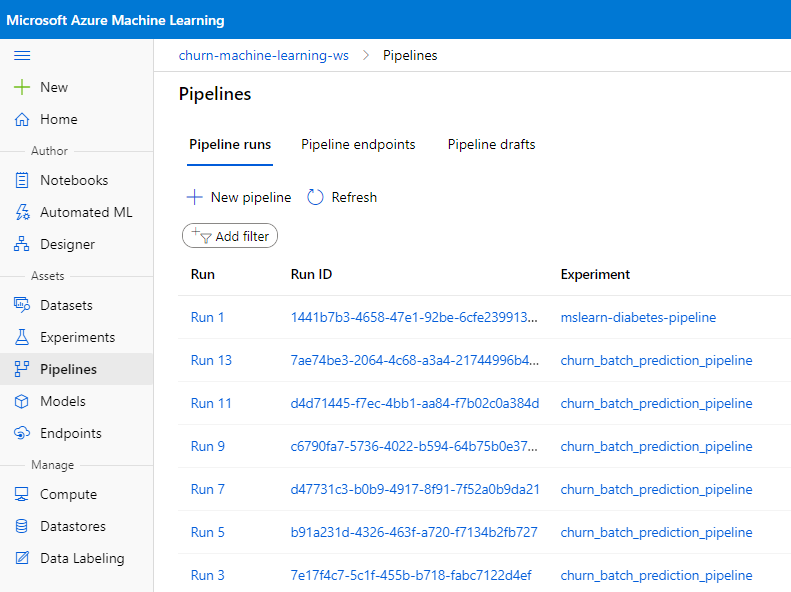 Microsoft Azure Machine Learning
churn-machine-learning-ws > Pipelines
New
Home
Author
Notebooks
Automated ML
Designer
Assets
Datasets
Experiments
Pipelines
Models
Endpoints
Manage
Compute
Datastores
Data Labeling
Pipelines
Pipeline runs Pipeline endpoints Pipeline drafts
New pipeline Refresh
Add filter
Run Run ID Experiment
Run 1 1441b7b3-4658-47e1-92be-6cfe239913... mslearn-diabetes-pipeline
Run 13 7ae74be3-2064-4c68-a3a4-21744996b4... churn_batch_prediction_pipeline
Run 11 d4d71445-f7ec-4bb1-aa84-f7b02c0a384d churn_batch_prediction_pipeline
Run 9 c6790fa7-5736-4022-b594-64b75b0e37... churn_batch_prediction_pipeline
Run 7 d47731c3-b0b9-4917-8f91-7f52a0b9da21 churn_batch_prediction_pipeline
Run 5 b91a231d-4326-463f-a720-f7134b2fb727 churn_batch_prediction_pipeline
Run 3 7e17f4c7-5c1f-455b-b718-fabc7122d4ef churn_batch_prediction_pipeline